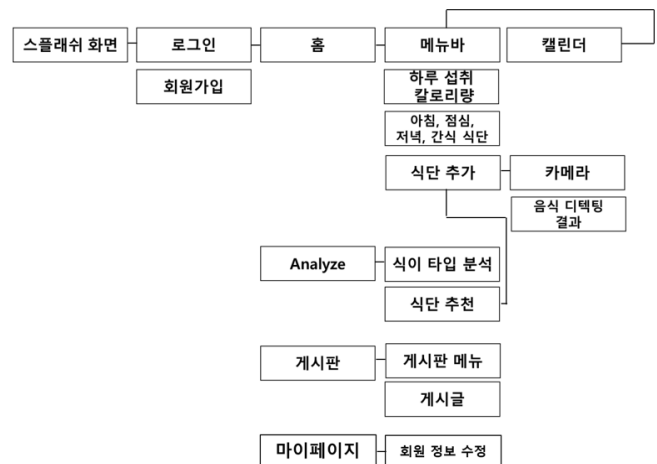 스플래쉬 화면
로그인
홈
메뉴바
캘린더
회원가입
하루 섭취
칼로리량
아침, 점심,
저녁, 간식 식단
식단 추가
카메라
음식 디텍팅
결과
Analyze
식이 타입 분석
식단 추천
게시판
게시판 메뉴
게시글
마이페이지
회원 정보 수정